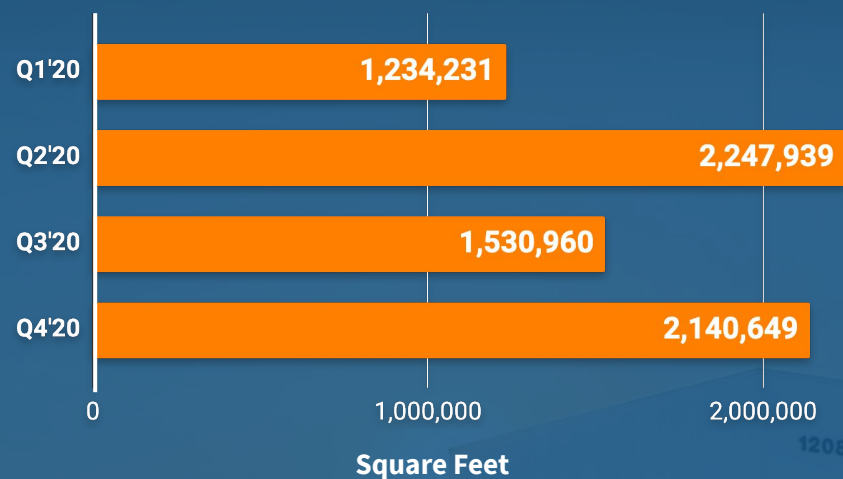 Q1'20 1,234,231
Q2'20 2,247,939
Q3'20 1,530,960
Q4'20 2,140,649
0 1,000,000 2,000,000
1208
Square Feet